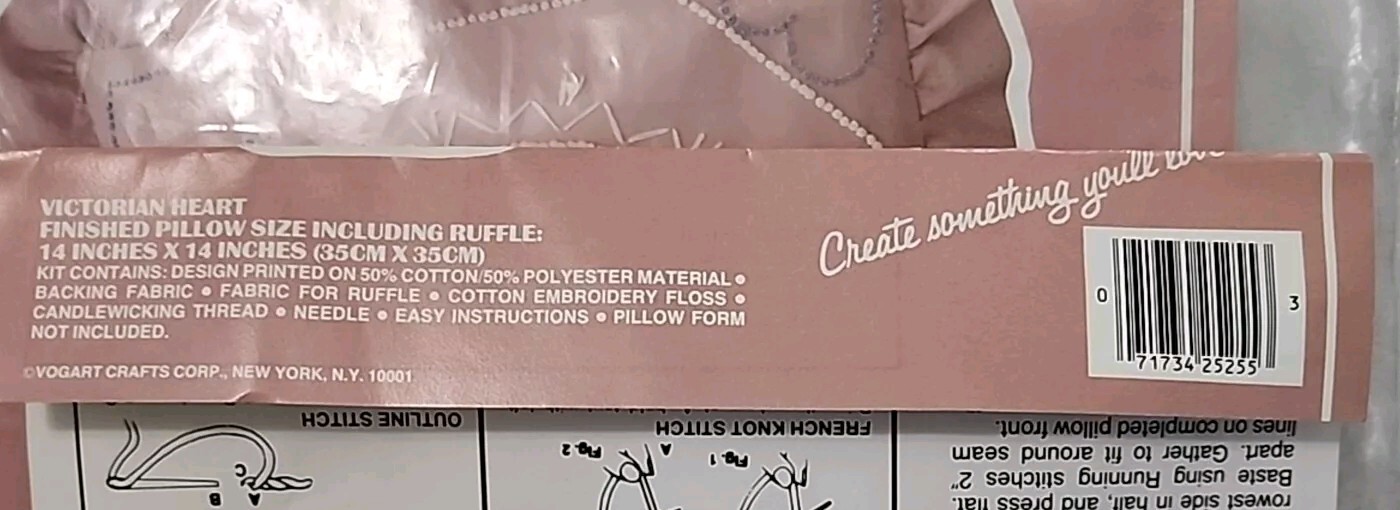 VICTORIAN HEART
FINISHED PILLOW SIZE INCLUDING RUFFLE:
14 INCHES X 14 INCHES (35CM X 35CM)
KIT CONTAINS: DESIGN PRINTED ON 50% COTTON/50% POLYESTER MATERIAL •
BACKING FABRIC • FABRIC FOR RUFFLE • COTTON EMBROIDERY FLOSS •
CANDLEWICKING THREAD • NEEDLE • EASY INSTRUCTIONS • PILLOW FORM
NOT INCLUDED.
©VOGART CRAFTS CORP., NEW YORK, N.Y. 10001
Create something youll love
0 71734 25255 3
OUTLINE STITCH
A
B
C
FRENCH KNOT STITCH
Fig. 1
A
Fig. 2
rowest side in half, and press flat.
Baste using Running stitches 2"
apart. Gather to fit around seam
lines on completed pillow front.